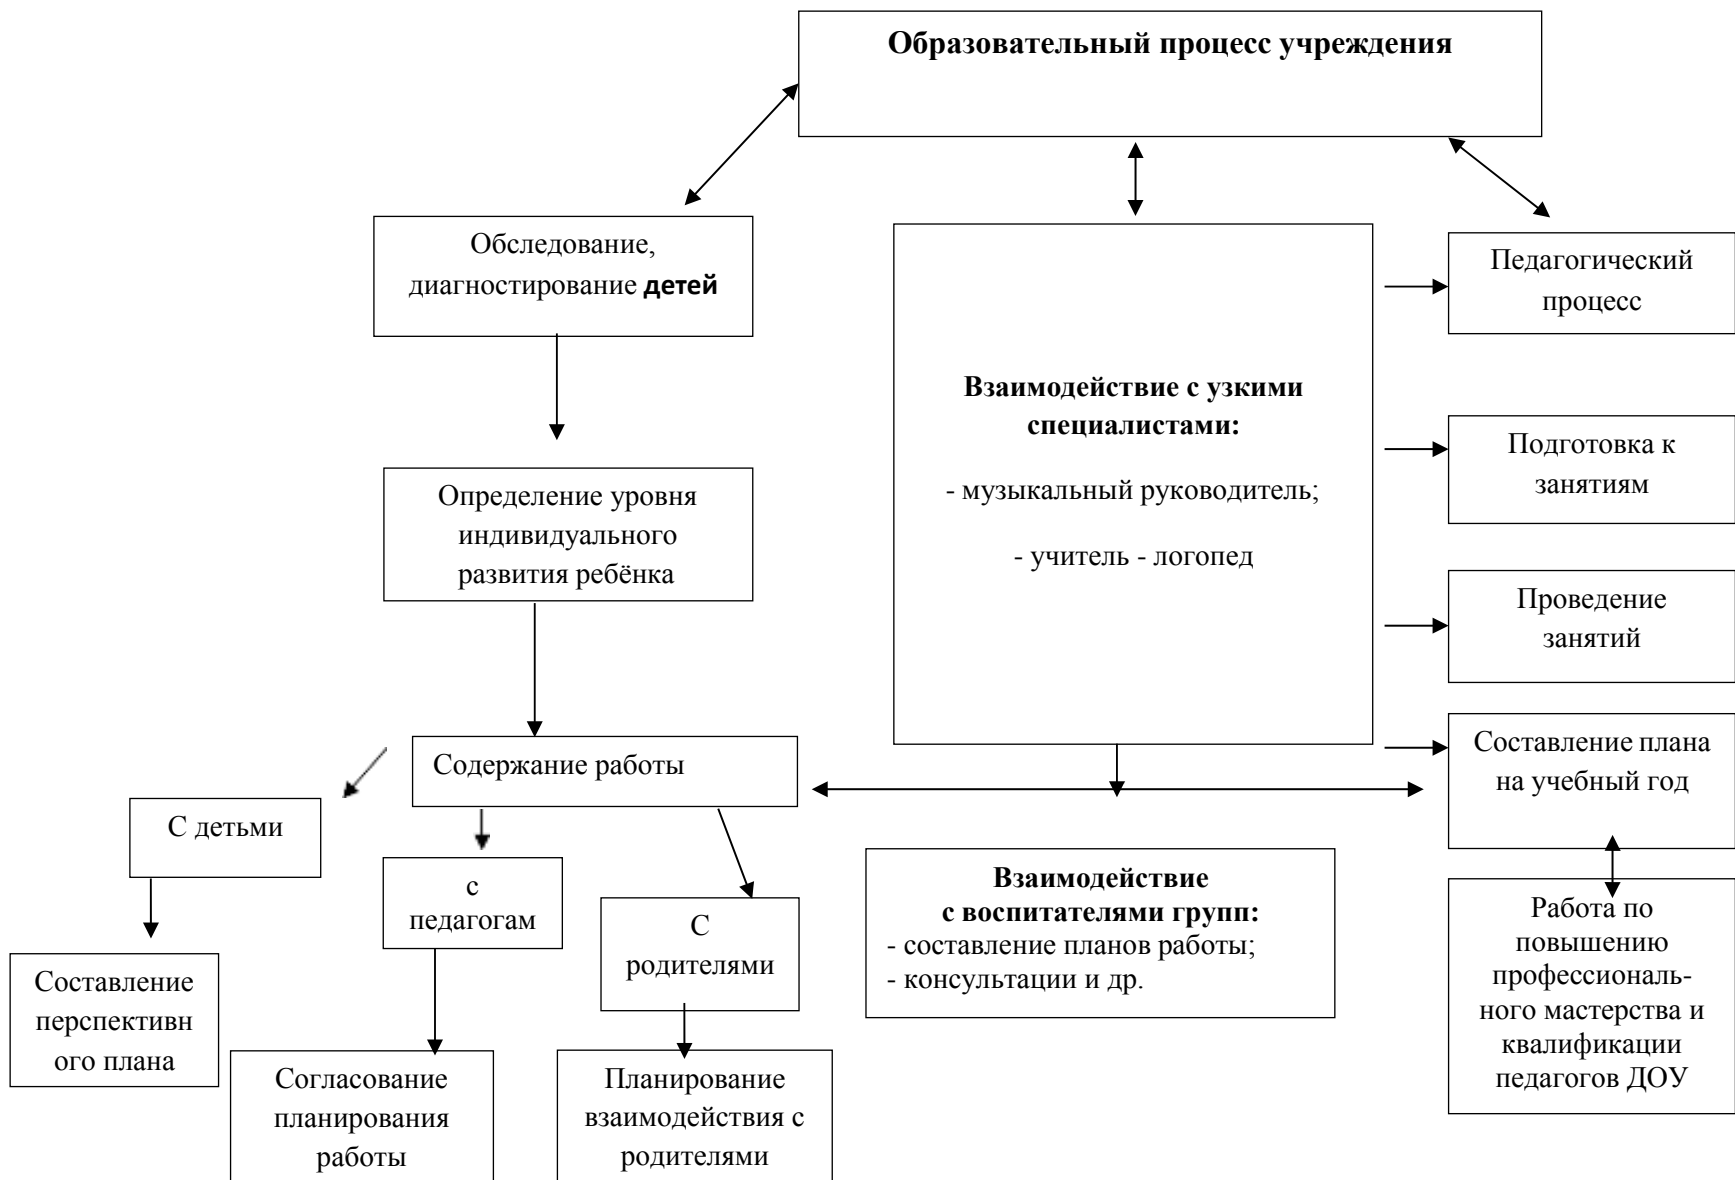 Образовательный процесс учреждения
Обследование,
диагностирование детей
Педагогический
процесс
Взаимодействие с узкими
специалистами:
- музыкальный руководитель;
- учитель - логопед
Подготовка к
занятиям
Определение уровня
индивидуального
развития ребёнка
Проведение
занятий
Содержание работы
Составление плана
на учебный год
С детьми
с
педагогам
С
родителями
Взаимодействие
с воспитателями групп:
- составление планов работы;
- консультации и др.
Работа по
повышению
профессиональ-
ного мастерства и
квалификации
педагогов ДОУ
Составление
перспективн
ого плана
Согласование
планирования
работы
Планирование
взаимодействия с
родителями